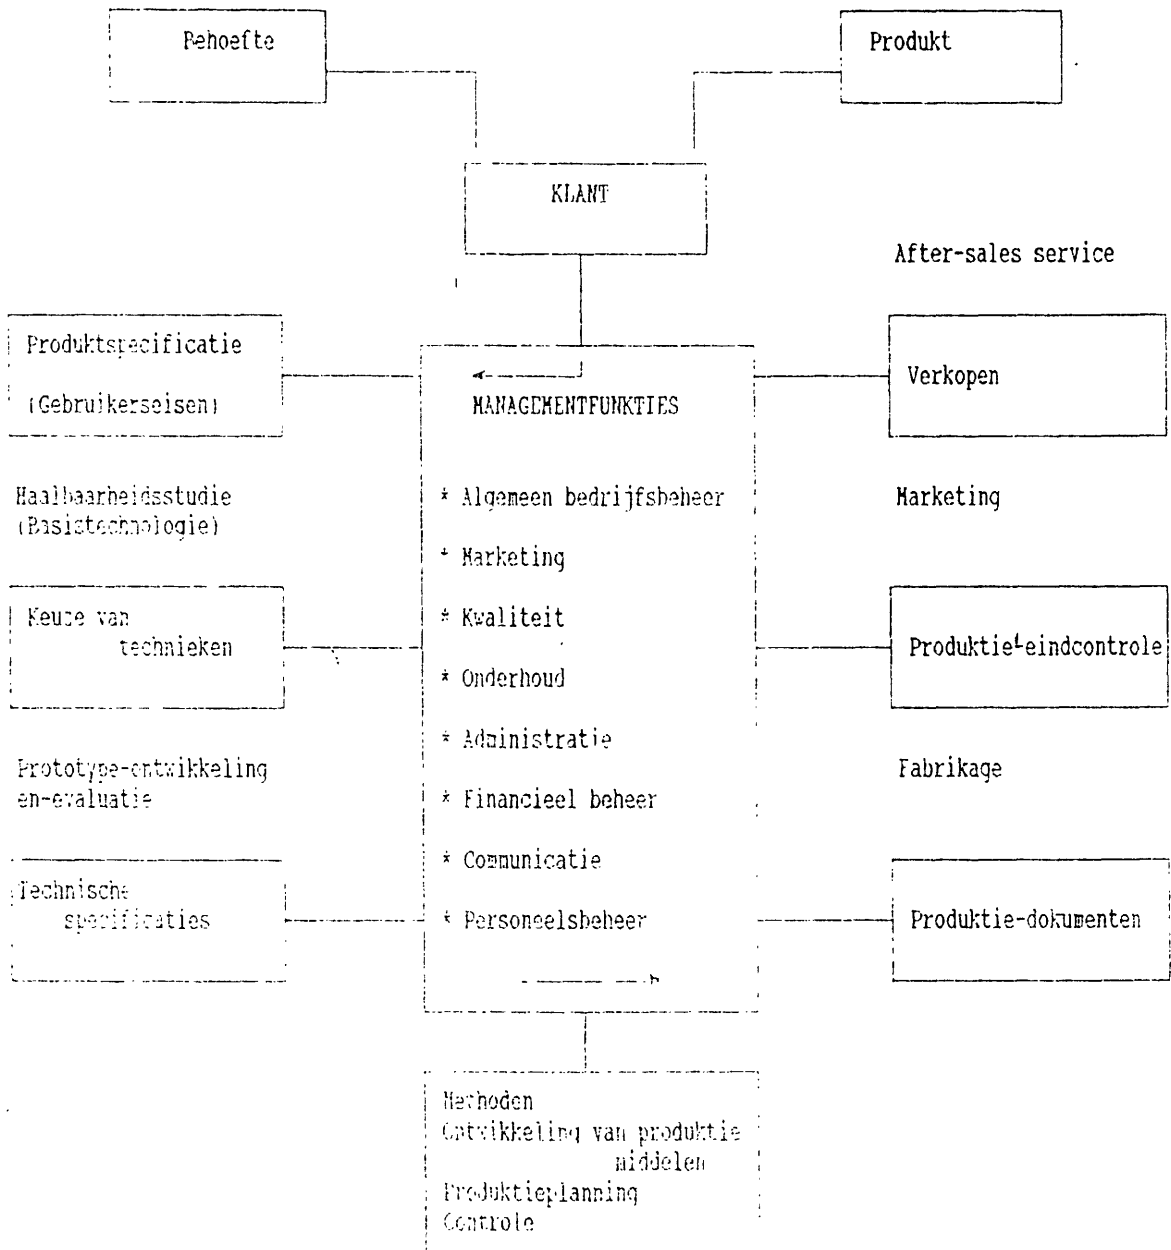 Behoefte
Produkt
KLANT
After-sales service
Produktspecificatie
(Gebruikerseisen)
Verkopen
MANAGEMENTFUNKTIES
Haalbaarheidsstudie
(Basistechnologie)
Marketing
* Algemeen bedrijfsbeheer
* Marketing
* Kwaliteit
* Onderhoud
* Administratie
* Financieel beheer
* Communicatie
* Personeelsbeheer
Keuze van
technieken
Produktie-eindcontrole
Prototype-ontwikkeling
en-evaluatie
Fabrikage
Technische
specificaties
Produktie-dokumenten
Methoden
Ontwikkeling van produktie
middelen
Produktieplanning
Controle